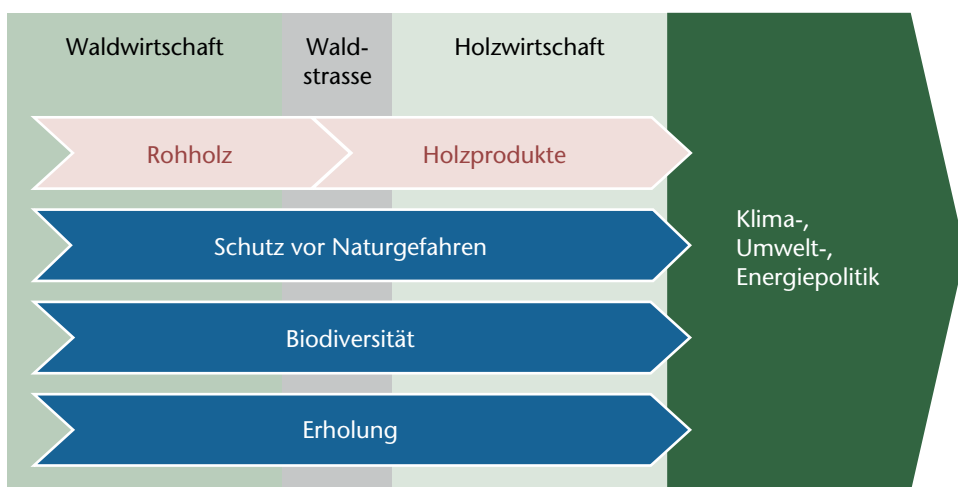 Waldwirtschaft
Wald-
strasse
Holzwirtschaft
Rohholz
Holzprodukte
Schutz vor Naturgefahren
Biodiversität
Erholung
Klima-,
Umwelt-,
Energiepolitik